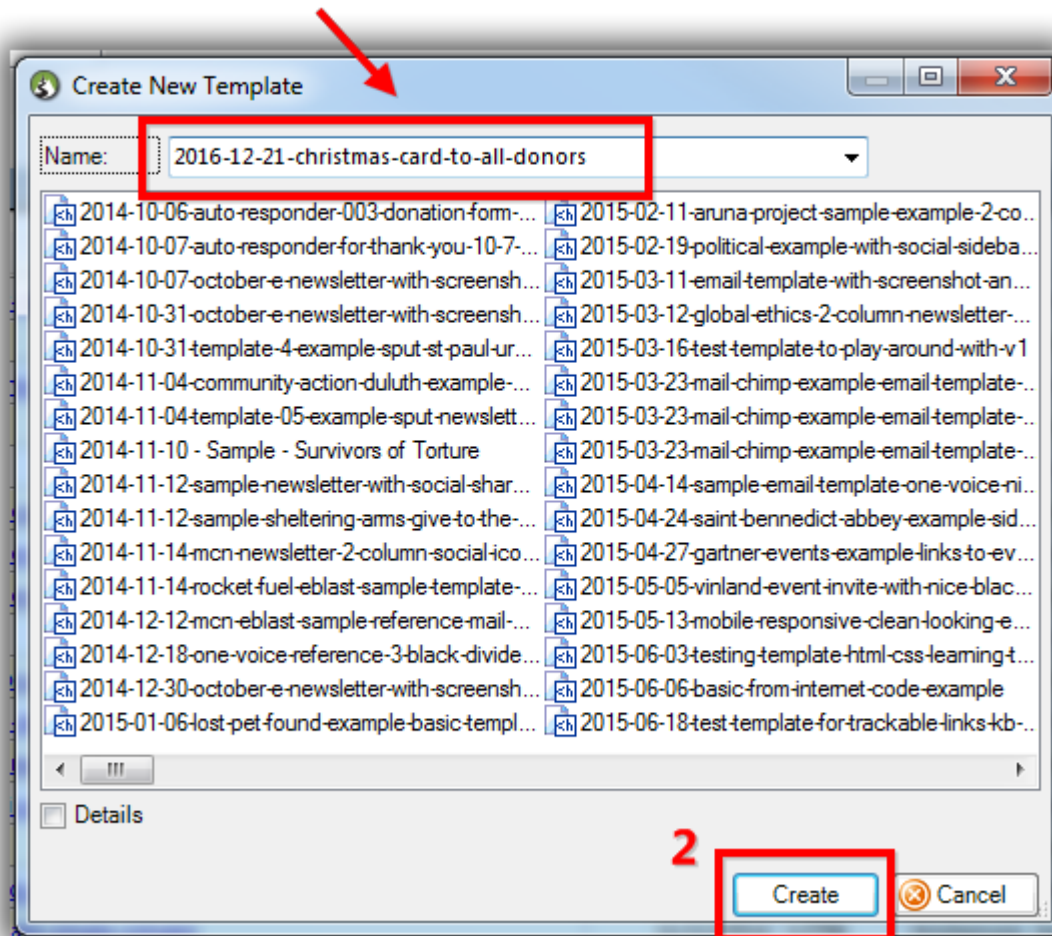 Create New Template
Name: 2016-12-21-christmas-card-to-all-donors
2014-10-06-auto-responder-003-donation-form-...
2014-10-07-auto-responder-for-thank-you-10-7-...
2014-10-07-october-e-newsletter-with-screensh...
2014-10-31-october-e-newsletter-with-screensh...
2014-10-31-template-4-example-sput-st-paul-ur...
2014-11-04-community-action-duluth-example-...
2014-11-04-template-05-example-sput-newslett...
2014-11-10 - Sample - Survivors of Torture
2014-11-12-sample-newsletter-with-social-shar...
2014-11-12-sample-sheltering-arms-give-to-the-...
2014-11-14-mcn-newsletter-2-column-social-ico...
2014-11-14-rocket-fuel-eblast-sample-template-...
2014-12-12-mcn-eblast-sample-reference-mail-...
2014-12-18-one-voice-reference-3-black-divide...
2014-12-30-october-e-newsletter-with-screensh...
2015-01-06-lost-pet-found-example-basic-templ...
2015-02-11-aruna-project-sample-example-2-co...
2015-02-19-political-example-with-social-sideba...
2015-03-11-email-template-with-screenshot-an...
2015-03-12-global-ethics-2-column-newsletter-...
2015-03-16-test-template-to-play-around-with-v1
2015-03-23-mail-chimp-example-email-template-...
2015-03-23-mail-chimp-example-email-template-...
2015-03-23-mail-chimp-example-email-template-...
2015-04-14-sample-email-template-one-voice-ni...
2015-04-24-saint-bennedict-abbey-example-sid...
2015-04-27-gartner-events-example-links-to-ev...
2015-05-05-vinland-event-invite-with-nice-blac...
2015-05-13-mobile-responsive-clean-looking-e...
2015-06-03-testing-template-html-css-learning-t...
2015-06-06-basic-from-internet-code-example
2015-06-18-test-template-for-trackable-links-kb-...
Details
2
Create Cancel